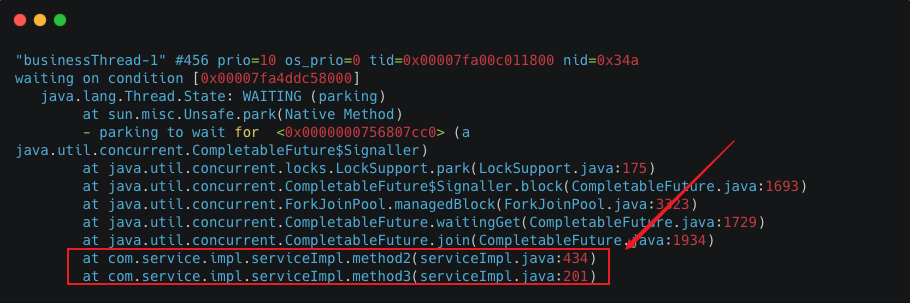 "businessThread-1" #456 prio=10 os_prio=0 tid=0x00007fa00c011800 nid=0x34a
waiting on condition [0x00007fa4ddc58000]
java.lang.Thread.State: WAITING (parking)
at sun.misc.Unsafe.park(Native Method)
- parking to wait for  <0x0000000756807cc0> (a
java.util.concurrent.CompletableFuture$Signaller)
at java.util.concurrent.locks.LockSupport.park(LockSupport.java:175)
at java.util.concurrent.CompletableFuture$Signaller.block(CompletableFuture.java:1693)
at java.util.concurrent.ForkJoinPool.managedBlock(ForkJoinPool.java:3323)
at java.util.concurrent.CompletableFuture.waitingGet(CompletableFuture.java:1729)
at java.util.concurrent.CompletableFuture.join(CompletableFuture.java:1934)
at com.service.impl.serviceImpl.method2(serviceImpl.java:434)
at com.service.impl.serviceImpl.method3(serviceImpl.java:201)